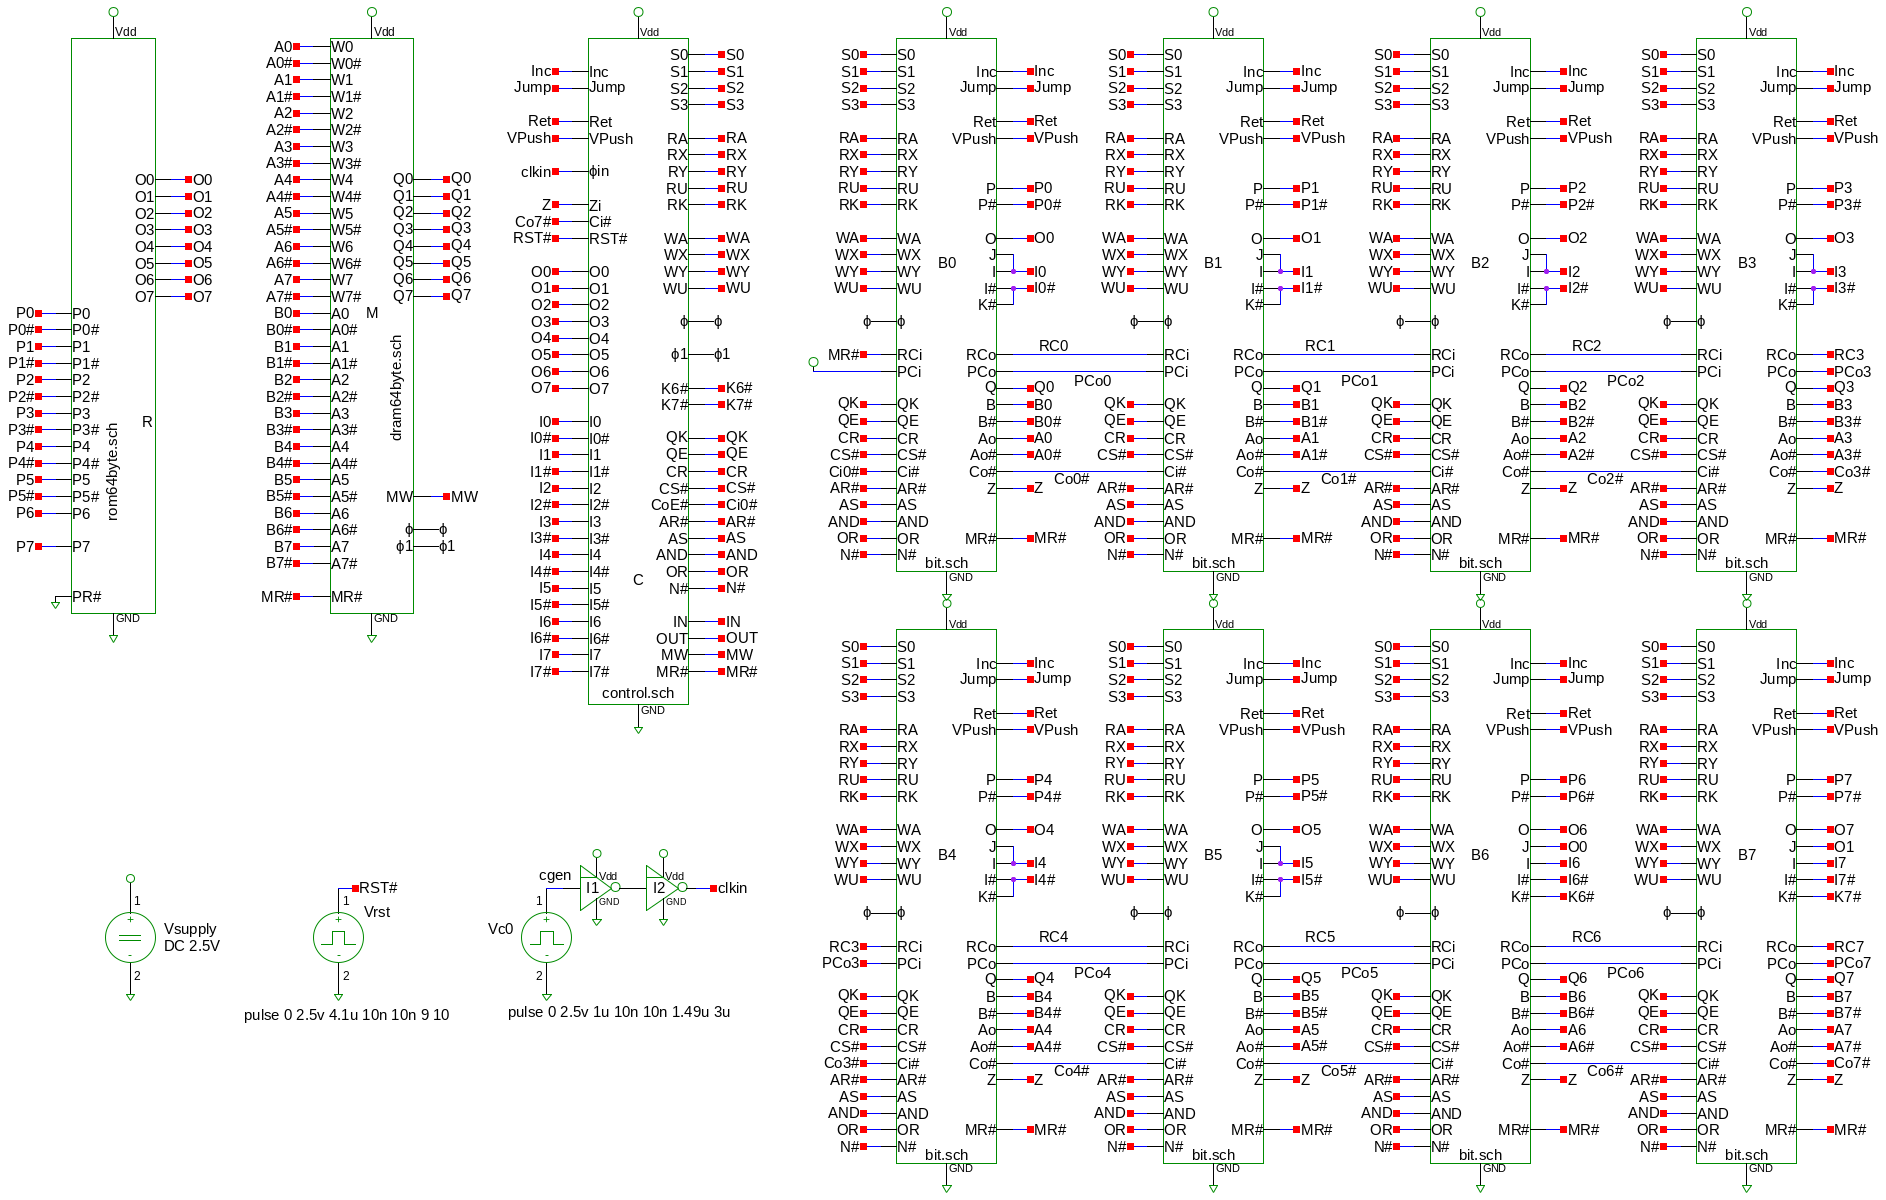 Vdd
O0 O0
O1 O1
O2 O2
O3 O3
O4 O4
O5 O5
O6 O6
O7 O7
P0 P0
P0# P0#
P1 P1
P1# P1#
P2 P2
P2# P2#
P3 P3
P3# P3#
P4 P4
P4# P4#
P5 P5
P5# P5#
P6 P6
P7 P7
PR#
R
rom64byte.sch
GND
Vdd
A0 W0
A0# W0#
A1 W1
A1# W1#
A2 W2
A2# W2#
A3 W3
A3# W3#
A4 W4 Q0 Q0
A4# W4# Q1 Q1
A5 W5 Q2 Q2
A5# W5# Q3 Q3
A6 W6 Q4 Q4
A6# W6# Q5 Q5
A7 W7 Q6 Q6
A7# W7# Q7 Q7
B0 A0 M
B0# A0#
B1 A1
B1# A1#
B2 A2
B2# A2#
B3 A3
B3# A3#
B4 A4
B4# A4#
B5 A5
B5# A5# MW MW
B6 A6
B6# A6# ϕ ϕ
B7 A7 ϕ1 ϕ1
B7# A7#
MR# MR#
dram64byte.sch
GND
Vdd
S0 S0
Inc Inc S1 S1
Jump Jump S2 S2
S3 S3
Ret Ret
VPush VPush RA RA
RX RX
clkin ϕin RY RY
RU RU
Z Zi RK RK
Co7# Ci#
RST# RST# WA WA
WX WX
O0 O0 WY WY
O1 O1 WU WU
O2 O2
O3 O3 ϕ ϕ
O4 O4
O5 O5 ϕ1 ϕ1
O6 O6
O7 O7 K6# K6#
K7# K7#
I0 I0
I0# I0# QK QK
I1 I1 QE QE
I1# I1# CR CR
I2 I2 CS# CS#
I2# I2# CoE# Ci0#
I3 I3 AR# AR#
I3# I3# AS AS
I4 I4 AND AND
I4# I4# OR OR
I5 I5 N# N#
C
I5# I5#
I6 I6 IN IN
I6# I6# OUT OUT
I7 I7 MW MW
I7# I7# MR# MR#
control.sch
GND
Vdd
S0 S0
S1 S1 Inc Inc
S2 S2 Jump Jump
S3 S3
Ret Ret
RA RA VPush VPush
RX RX
RY RY
RU RU P P0
RK RK P# P0#
WA WA O O0
WX WX J
B0
WY WY I I0
WU WU I# I0#
K#
ϕ ϕ
MR# RCi RCo RC0
PCi PCo PCo0
Q Q0
QK QK B B0
QE QE B# B0#
CR CR Ao A0
CS# CS# Ao# A0#
Ci0# Ci# Co# Co0#
AR# AR# Z Z
AS AS
AND AND
OR OR MR# MR#
N# N#
bit.sch
GND
Vdd
S0 S0
S1 S1 Inc Inc
S2 S2 Jump Jump
S3 S3
Ret Ret
RA RA VPush VPush
RX RX
RY RY
RU RU P P1
RK RK P# P1#
WA WA O O1
WX WX J
B1
WY WY I I1
WU WU I# I1#
K#
ϕ ϕ
RCi RCo RC1
PCi PCo PCo1
Q Q1
QK QK B B1
QE QE B# B1#
CR CR Ao A1
CS# CS# Ao# A1#
Ci# Co# Co1#
AR# AR# Z Z
AS AS
AND AND
OR OR MR# MR#
N# N#
bit.sch
GND
Vdd
S0 S0
S1 S1 Inc Inc
S2 S2 Jump Jump
S3 S3
Ret Ret
RA RA VPush VPush
RX RX
RY RY
RU RU P P2
RK RK P# P2#
WA WA O O2
WX WX J
B2
WY WY I I2
WU WU I# I2#
K#
ϕ ϕ
RCi RCo RC2
PCi PCo PCo2
Q Q2
QK QK B B2
QE QE B# B2#
CR CR Ao A2
CS# CS# Ao# A2#
Ci# Co# Co2#
AR# AR# Z Z
AS AS
AND AND
OR OR MR# MR#
N# N#
bit.sch
GND
Vdd
S0 S0
S1 S1 Inc Inc
S2 S2 Jump Jump
S3 S3
Ret Ret
RA RA VPush VPush
RX RX
RY RY
RU RU P P3
RK RK P# P3#
WA WA O O3
WX WX J
B3
WY WY I I3
WU WU I# I3#
K#
ϕ ϕ
RCi RCo RC3
PCi PCo PCo3
Q Q3
QK QK B B3
QE QE B# B3#
CR CR Ao A3
CS# CS# Ao# A3#
Ci# Co# Co3#
AR# AR# Z Z
AS AS
AND AND
OR OR MR# MR#
N# N#
bit.sch
GND
Vdd
S0 S0
S1 S1 Inc Inc
S2 S2 Jump Jump
S3 S3
Ret Ret
RA RA VPush VPush
RX RX
RY RY
RU RU P P4
RK RK P# P4#
WA WA O O4
WX WX J
B4
WY WY I I4
WU WU I# I4#
K#
ϕ ϕ
RC3 RCi RCo RC4
PCo3 PCi PCo PCo4
Q Q4
QK QK B B4
QE QE B# B4#
CR CR Ao A4
CS# CS# Ao# A4#
Co3# Ci# Co# Co4#
AR# AR# Z Z
AS AS
AND AND
OR OR MR# MR#
N# N#
bit.sch
GND
Vdd
S0 S0
S1 S1 Inc Inc
S2 S2 Jump Jump
S3 S3
Ret Ret
RA RA VPush VPush
RX RX
RY RY
RU RU P P5
RK RK P# P5#
WA WA O O5
WX WX J
B5
WY WY I I5
WU WU I# I5#
K#
ϕ ϕ
RCi RCo RC5
PCi PCo PCo5
Q Q5
QK QK B B5
QE QE B# B5#
CR CR Ao A5
CS# CS# Ao# A5#
Ci# Co# Co5#
AR# AR# Z Z
AS AS
AND AND
OR OR MR# MR#
N# N#
bit.sch
GND
Vdd
S0 S0
S1 S1 Inc Inc
S2 S2 Jump Jump
S3 S3
Ret Ret
RA RA VPush VPush
RX RX
RY RY
RU RU P P6
RK RK P# P6#
WA WA O O6
WX WX J O0
B6
WY WY I I6
WU WU I# I6#
K# K6#
ϕ ϕ
RCi RCo RC6
PCi PCo PCo6
Q Q6
QK QK B B6
QE QE B# B6#
CR CR Ao A6
CS# CS# Ao# A6#
Ci# Co# Co6#
AR# AR# Z Z
AS AS
AND AND
OR OR MR# MR#
N# N#
bit.sch
GND
Vdd
S0 S0
S1 S1 Inc Inc
S2 S2 Jump Jump
S3 S3
Ret Ret
RA RA VPush VPush
RX RX
RY RY
RU RU P P7
RK RK P# P7#
WA WA O O7
WX WX J O1
B7
WY WY I I7
WU WU I# I7#
K# K7#
ϕ ϕ
RCi RCo RC7
PCi PCo PCo7
Q Q7
QK QK B B7
QE QE B# B7#
CR CR Ao A7
CS# CS# Ao# A7#
Ci# Co# Co7#
AR# AR# Z Z
AS AS
AND AND
OR OR MR# MR#
N# N#
bit.sch
GND
1
+
Vsupply
DC 2.5V
-
2
RST#
1
Vrst
+
-
2
pulse 0 2.5v 4.1u 10n 10n 9 10
cgen
Vdd
I1
GND
Vdd
I2
GND
clkin
1
Vc0
+
-
2
pulse 0 2.5v 1u 10n 10n 1.49u 3u